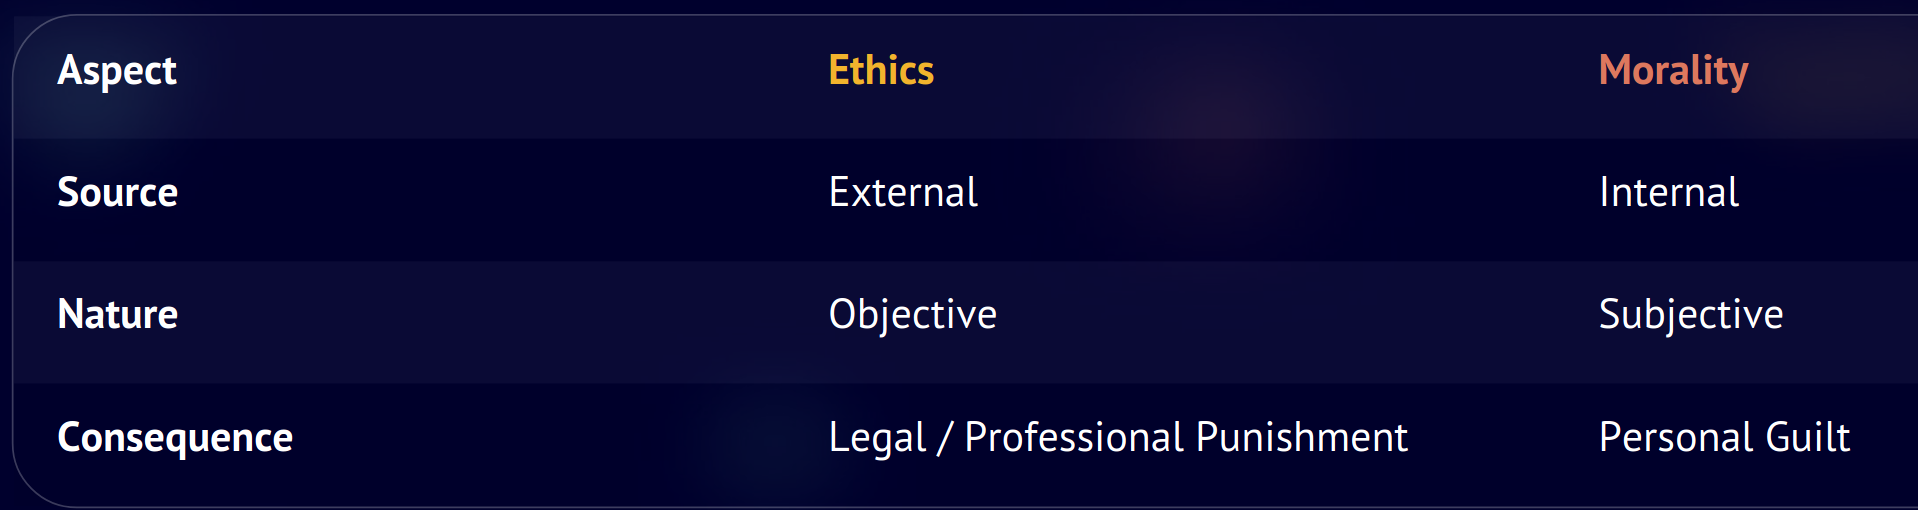 Aspect Ethics Morality
Source External Internal
Nature Objective Subjective
Consequence Legal / Professional Punishment Personal Guilt